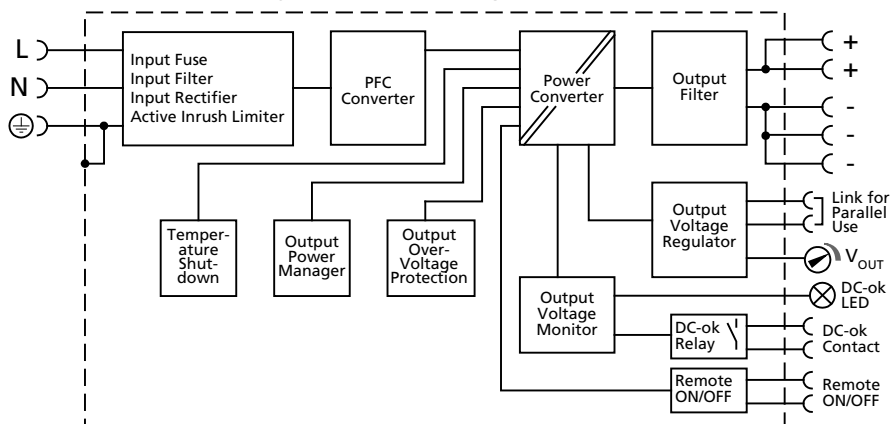 L
N
Input Fuse
Input Filter
Input Rectifier
Active Inrush Limiter
PFC
Converter
Power
Converter
Output
Filter
+
+
-
-
-
Temper-
ature
Shut-
down
Output
Power
Manager
Output
Over-
Voltage
Protection
Output
Voltage
Regulator
Link for
Parallel
Use
VOUT
Output
Voltage
Monitor
DC-ok
LED
DC-ok
Relay
DC-ok
Contact
Remote
ON/OFF
Remote
ON/OFF